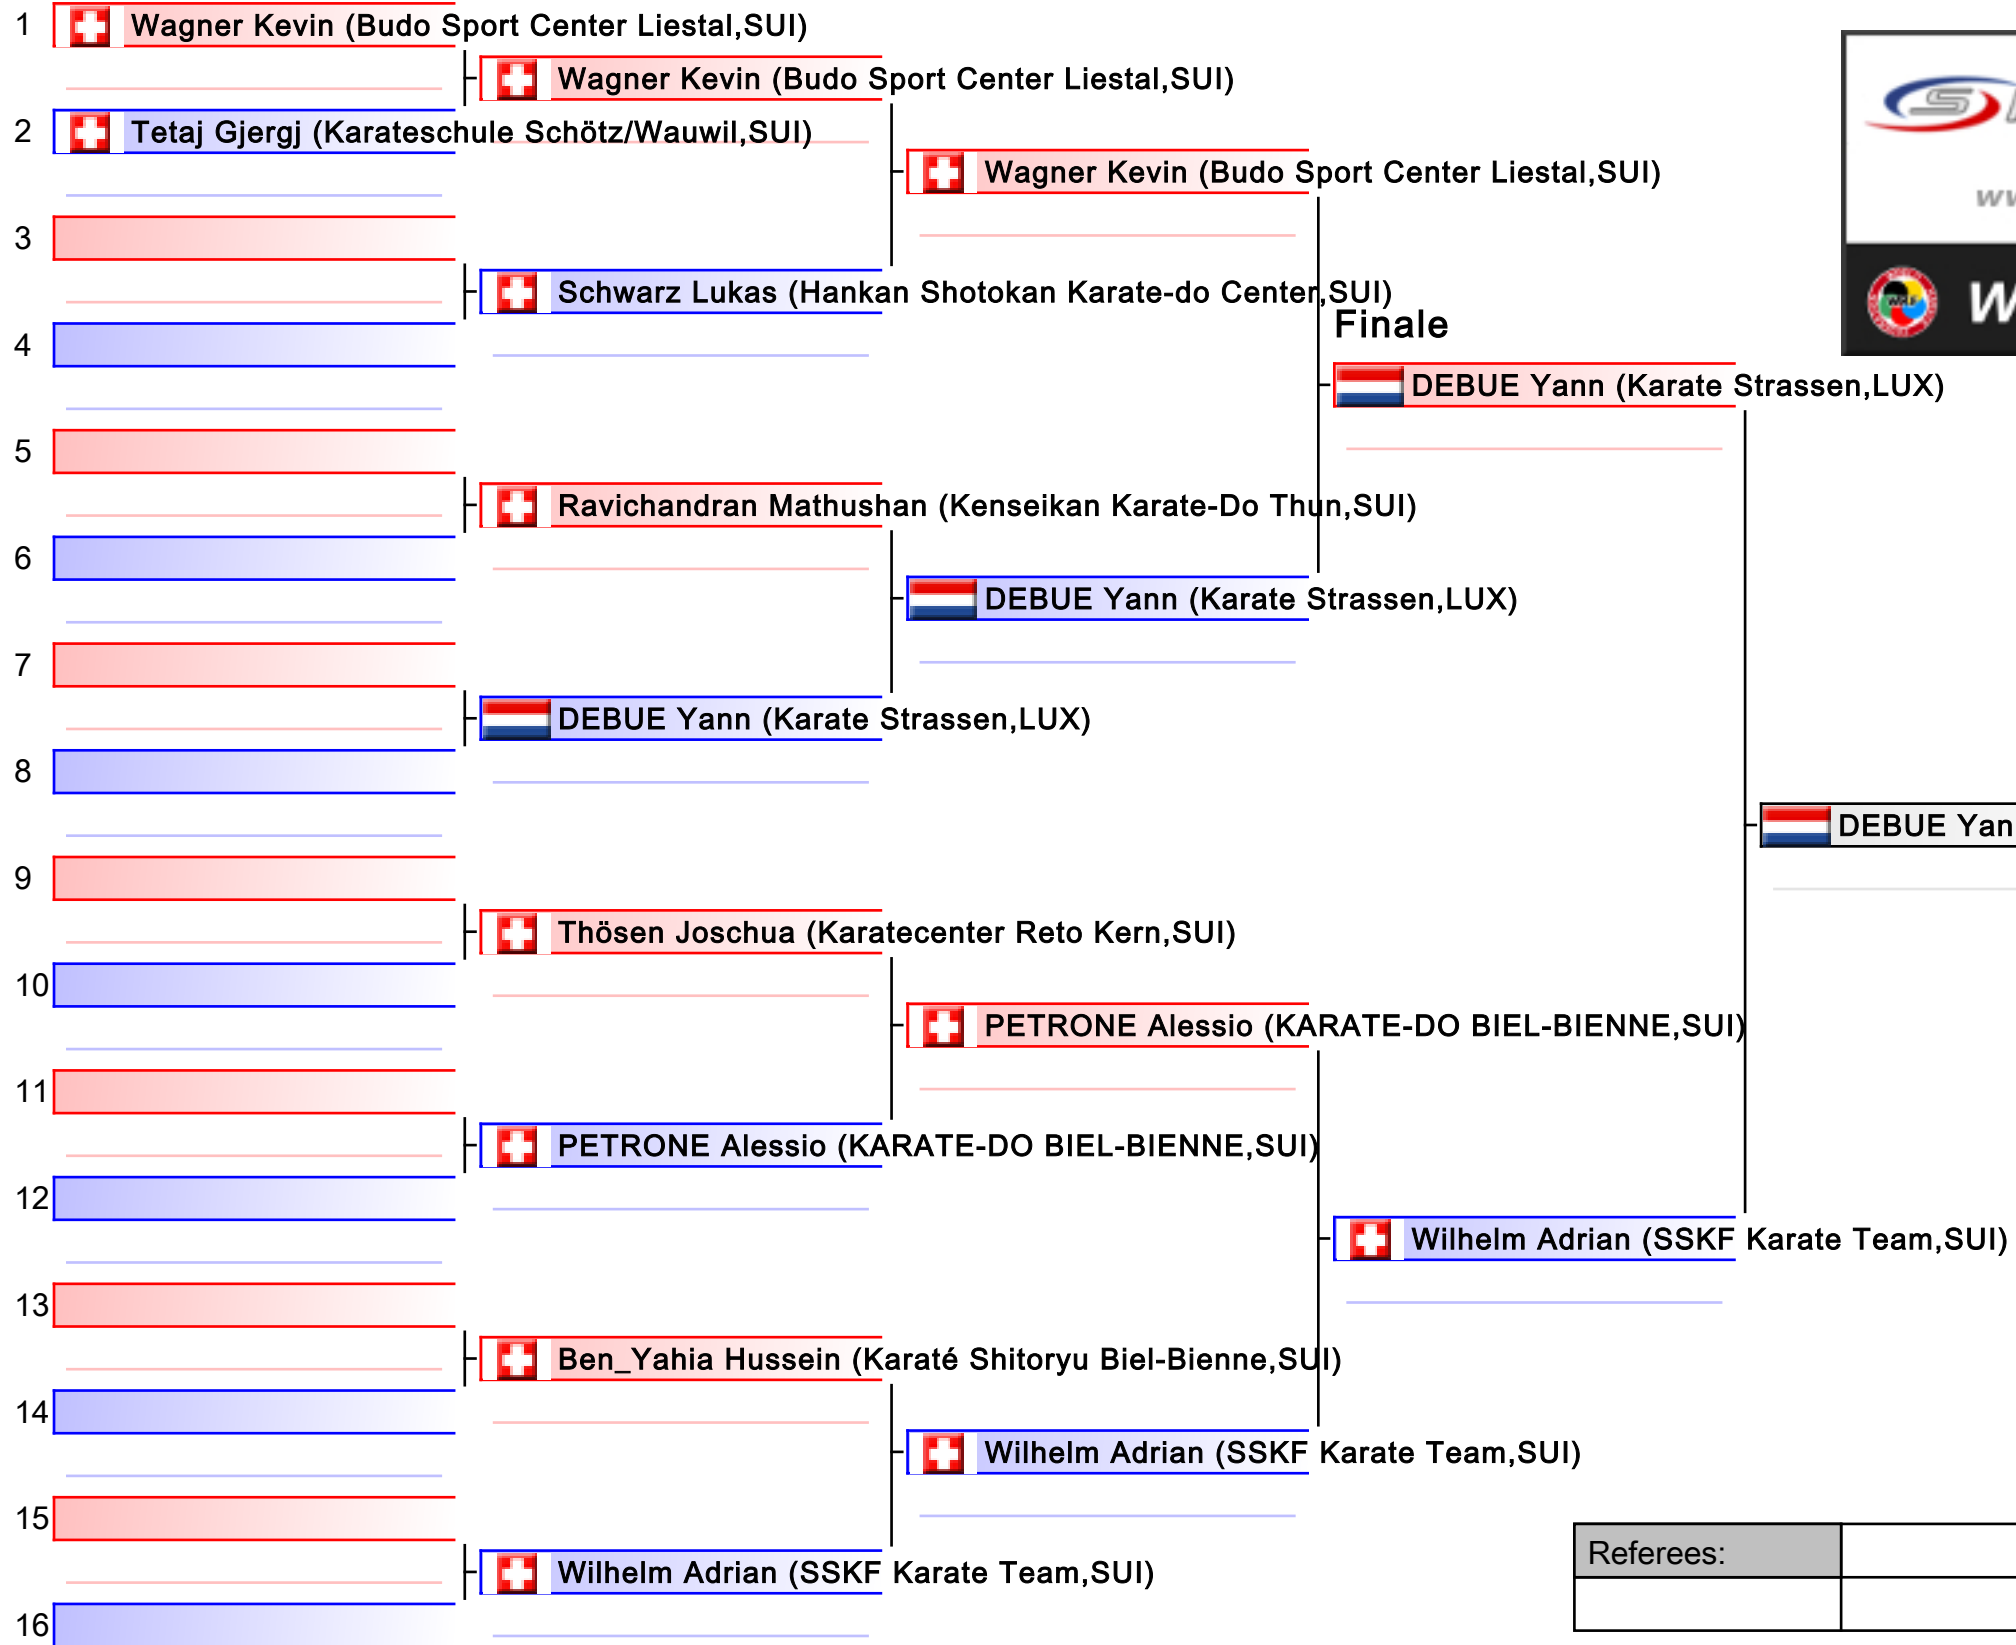 1 Wagner Kevin (Budo Sport Center Liestal,SUI)
Wagner Kevin (Budo Sport Center Liestal,SUI)
2 Tetaj Gjergj (Karateschule Schötz/Wauwil,SUI)
Wagner Kevin (Budo Sport Center Liestal,SUI)
3
Schwarz Lukas (Hankan Shotokan Karate-do Center,SUI)
Finale
4
DEBUE Yann (Karate Strassen,LUX)
5
Ravichandran Mathushan (Kenseikan Karate-Do Thun,SUI)
6
DEBUE Yann (Karate Strassen,LUX)
7
DEBUE Yann (Karate Strassen,LUX)
8
DEBUE Yan
9
Thösen Joschua (Karatecenter Reto Kern,SUI)
10
PETRONE Alessio (KARATE-DO BIEL-BIENNE,SUI)
11
PETRONE Alessio (KARATE-DO BIEL-BIENNE,SUI)
12
Wilhelm Adrian (SSKF Karate Team,SUI)
13
Ben_Yahia Hussein (Karaté Shitoryu Biel-Bienne,SUI)
14
Wilhelm Adrian (SSKF Karate Team,SUI)
15
Referees:
Wilhelm Adrian (SSKF Karate Team,SUI)
16